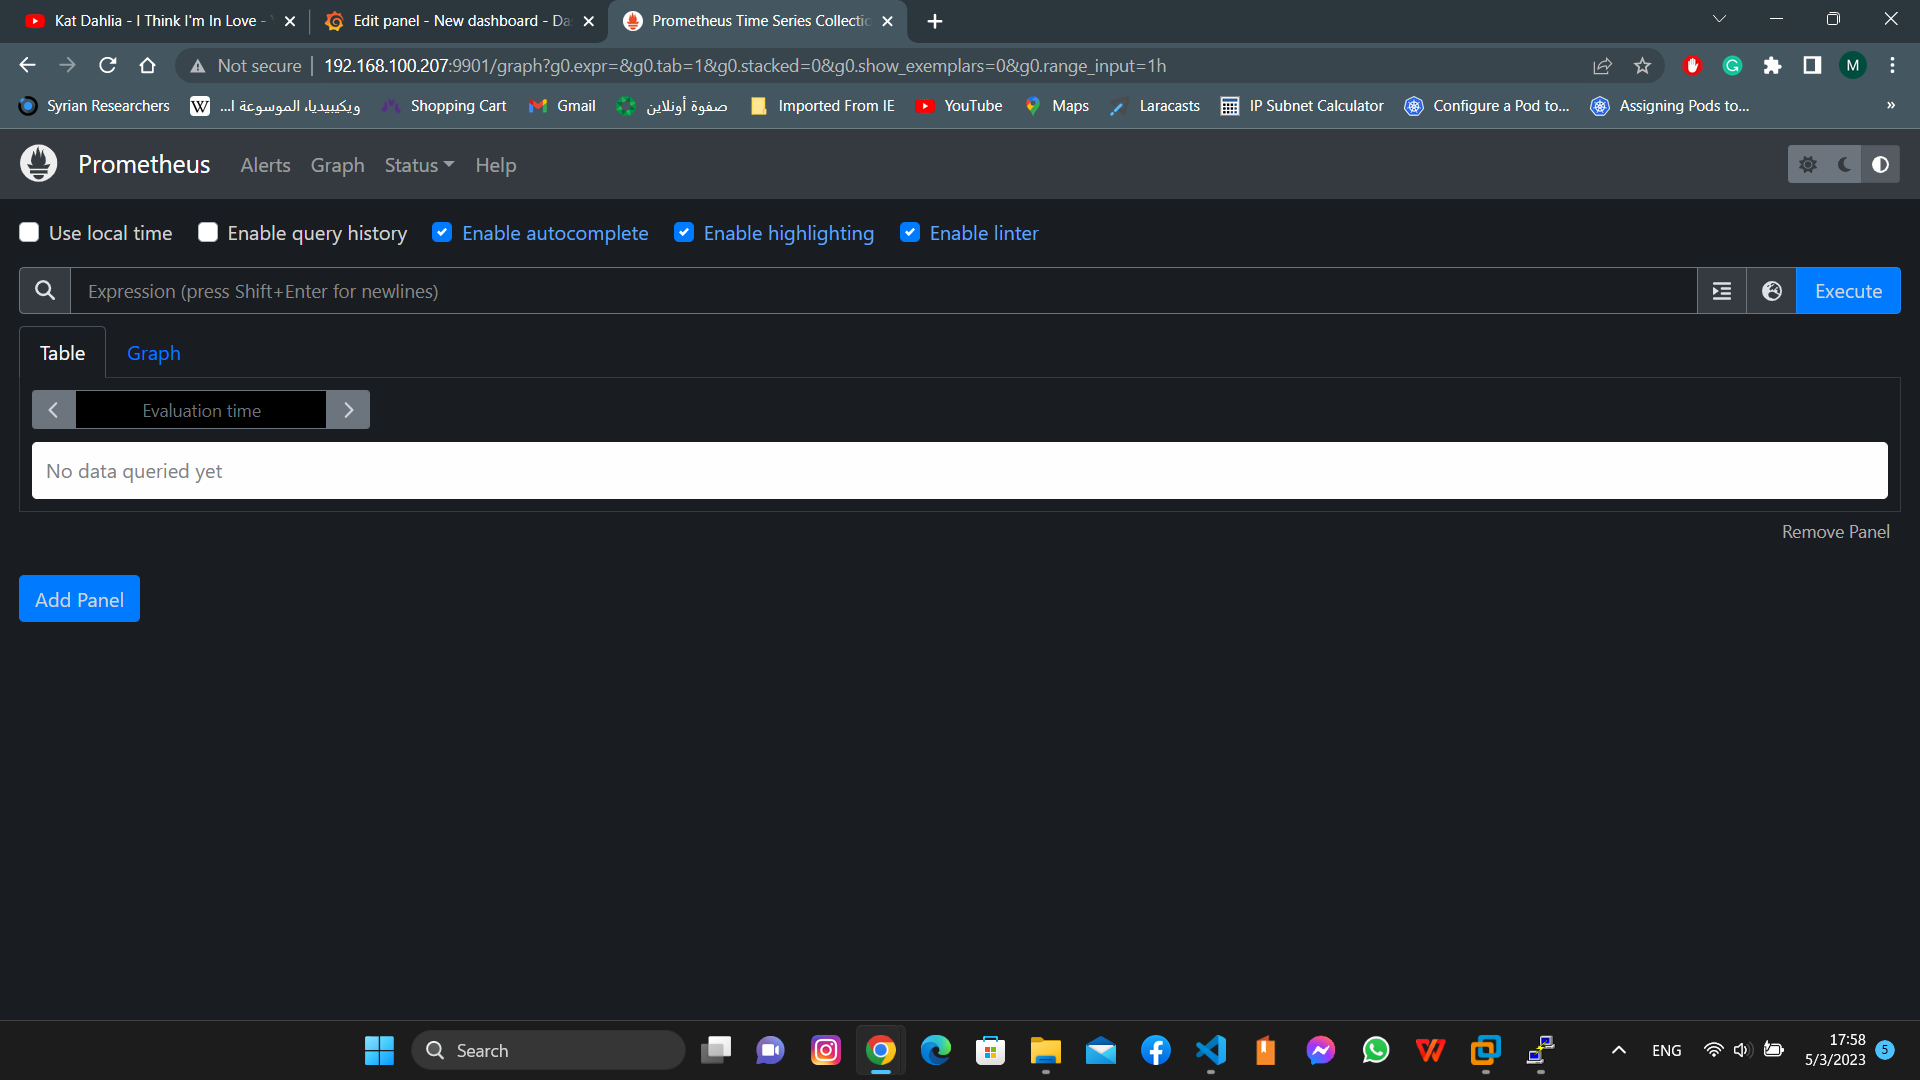 Kat Dahlia - I Think I'm In Love -
Edit panel - New dashboard - Da
Prometheus Time Series Collectio
Not secure 192.168.100.207:9901/graph?g0.expr=&g0.tab=1&g0.stacked=0&g0.show_exemplars=0&g0.range_input=1h
M
Syrian Researchers
W ويكيبيديا، الموسوعة ا...
Shopping Cart
Gmail
صفوة أونلاين
Imported From IE
YouTube
Maps
Laracasts
IP Subnet Calculator
Configure a Pod to...
Assigning Pods to...
»
Prometheus Alerts Graph Status Help
Use local time Enable query history Enable autocomplete Enable highlighting Enable linter
Expression (press Shift+Enter for newlines) Execute
Table Graph
Evaluation time
No data queried yet
Remove Panel
Add Panel
Search
ENG
17:58
5/3/2023
5